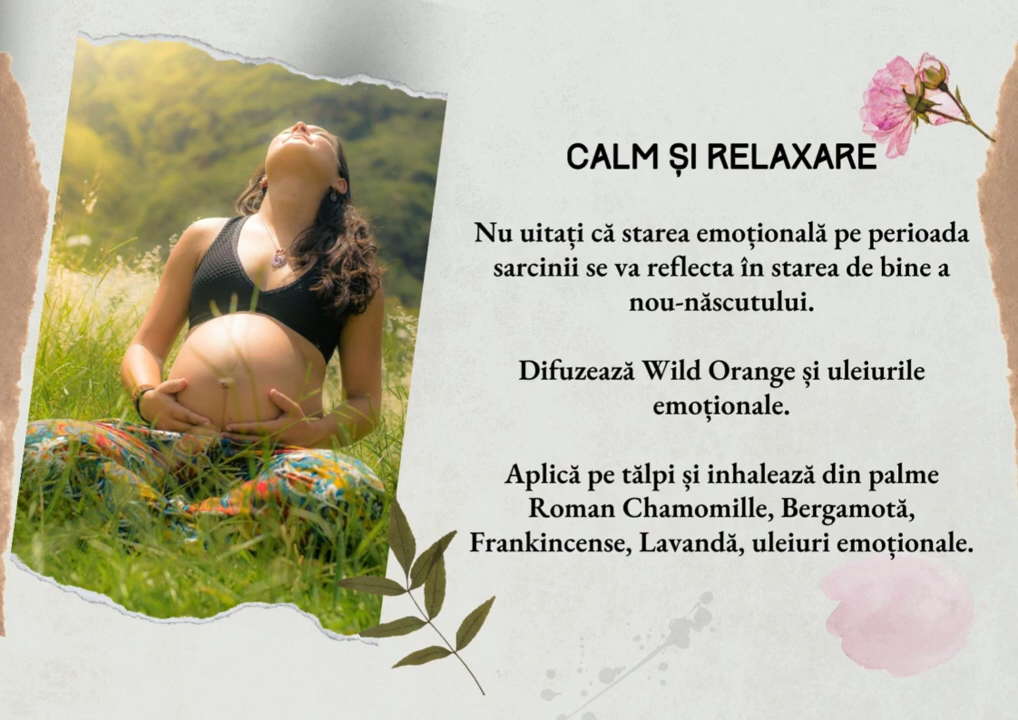 CALM ȘI RELAXARE
Nu uitați că starea emoțională pe perioada
sarcinii se va reflecta în starea de bine a
nou-născutului.
Difuzează Wild Orange și uleiurile
emoționale.
Aplică pe tălpi și inhalează din palme
Roman Chamomille, Bergamotă,
Frankincense, Lavandă, uleiuri emoționale.